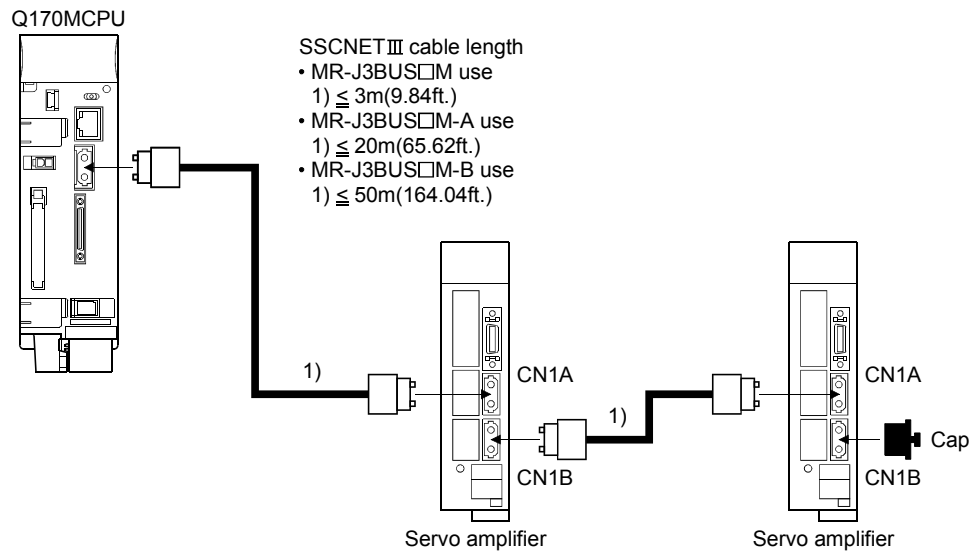 Q170MCPU
SSCNETⅢ cable length
• MR-J3BUS□M use
1) ≤ 3m(9.84ft.)
• MR-J3BUS□M-A use
1) ≤ 20m(65.62ft.)
• MR-J3BUS□M-B use
1) ≤ 50m(164.04ft.)
1)
CN1A
CN1B
Servo amplifier
1)
CN1A
Cap
CN1B
Servo amplifier